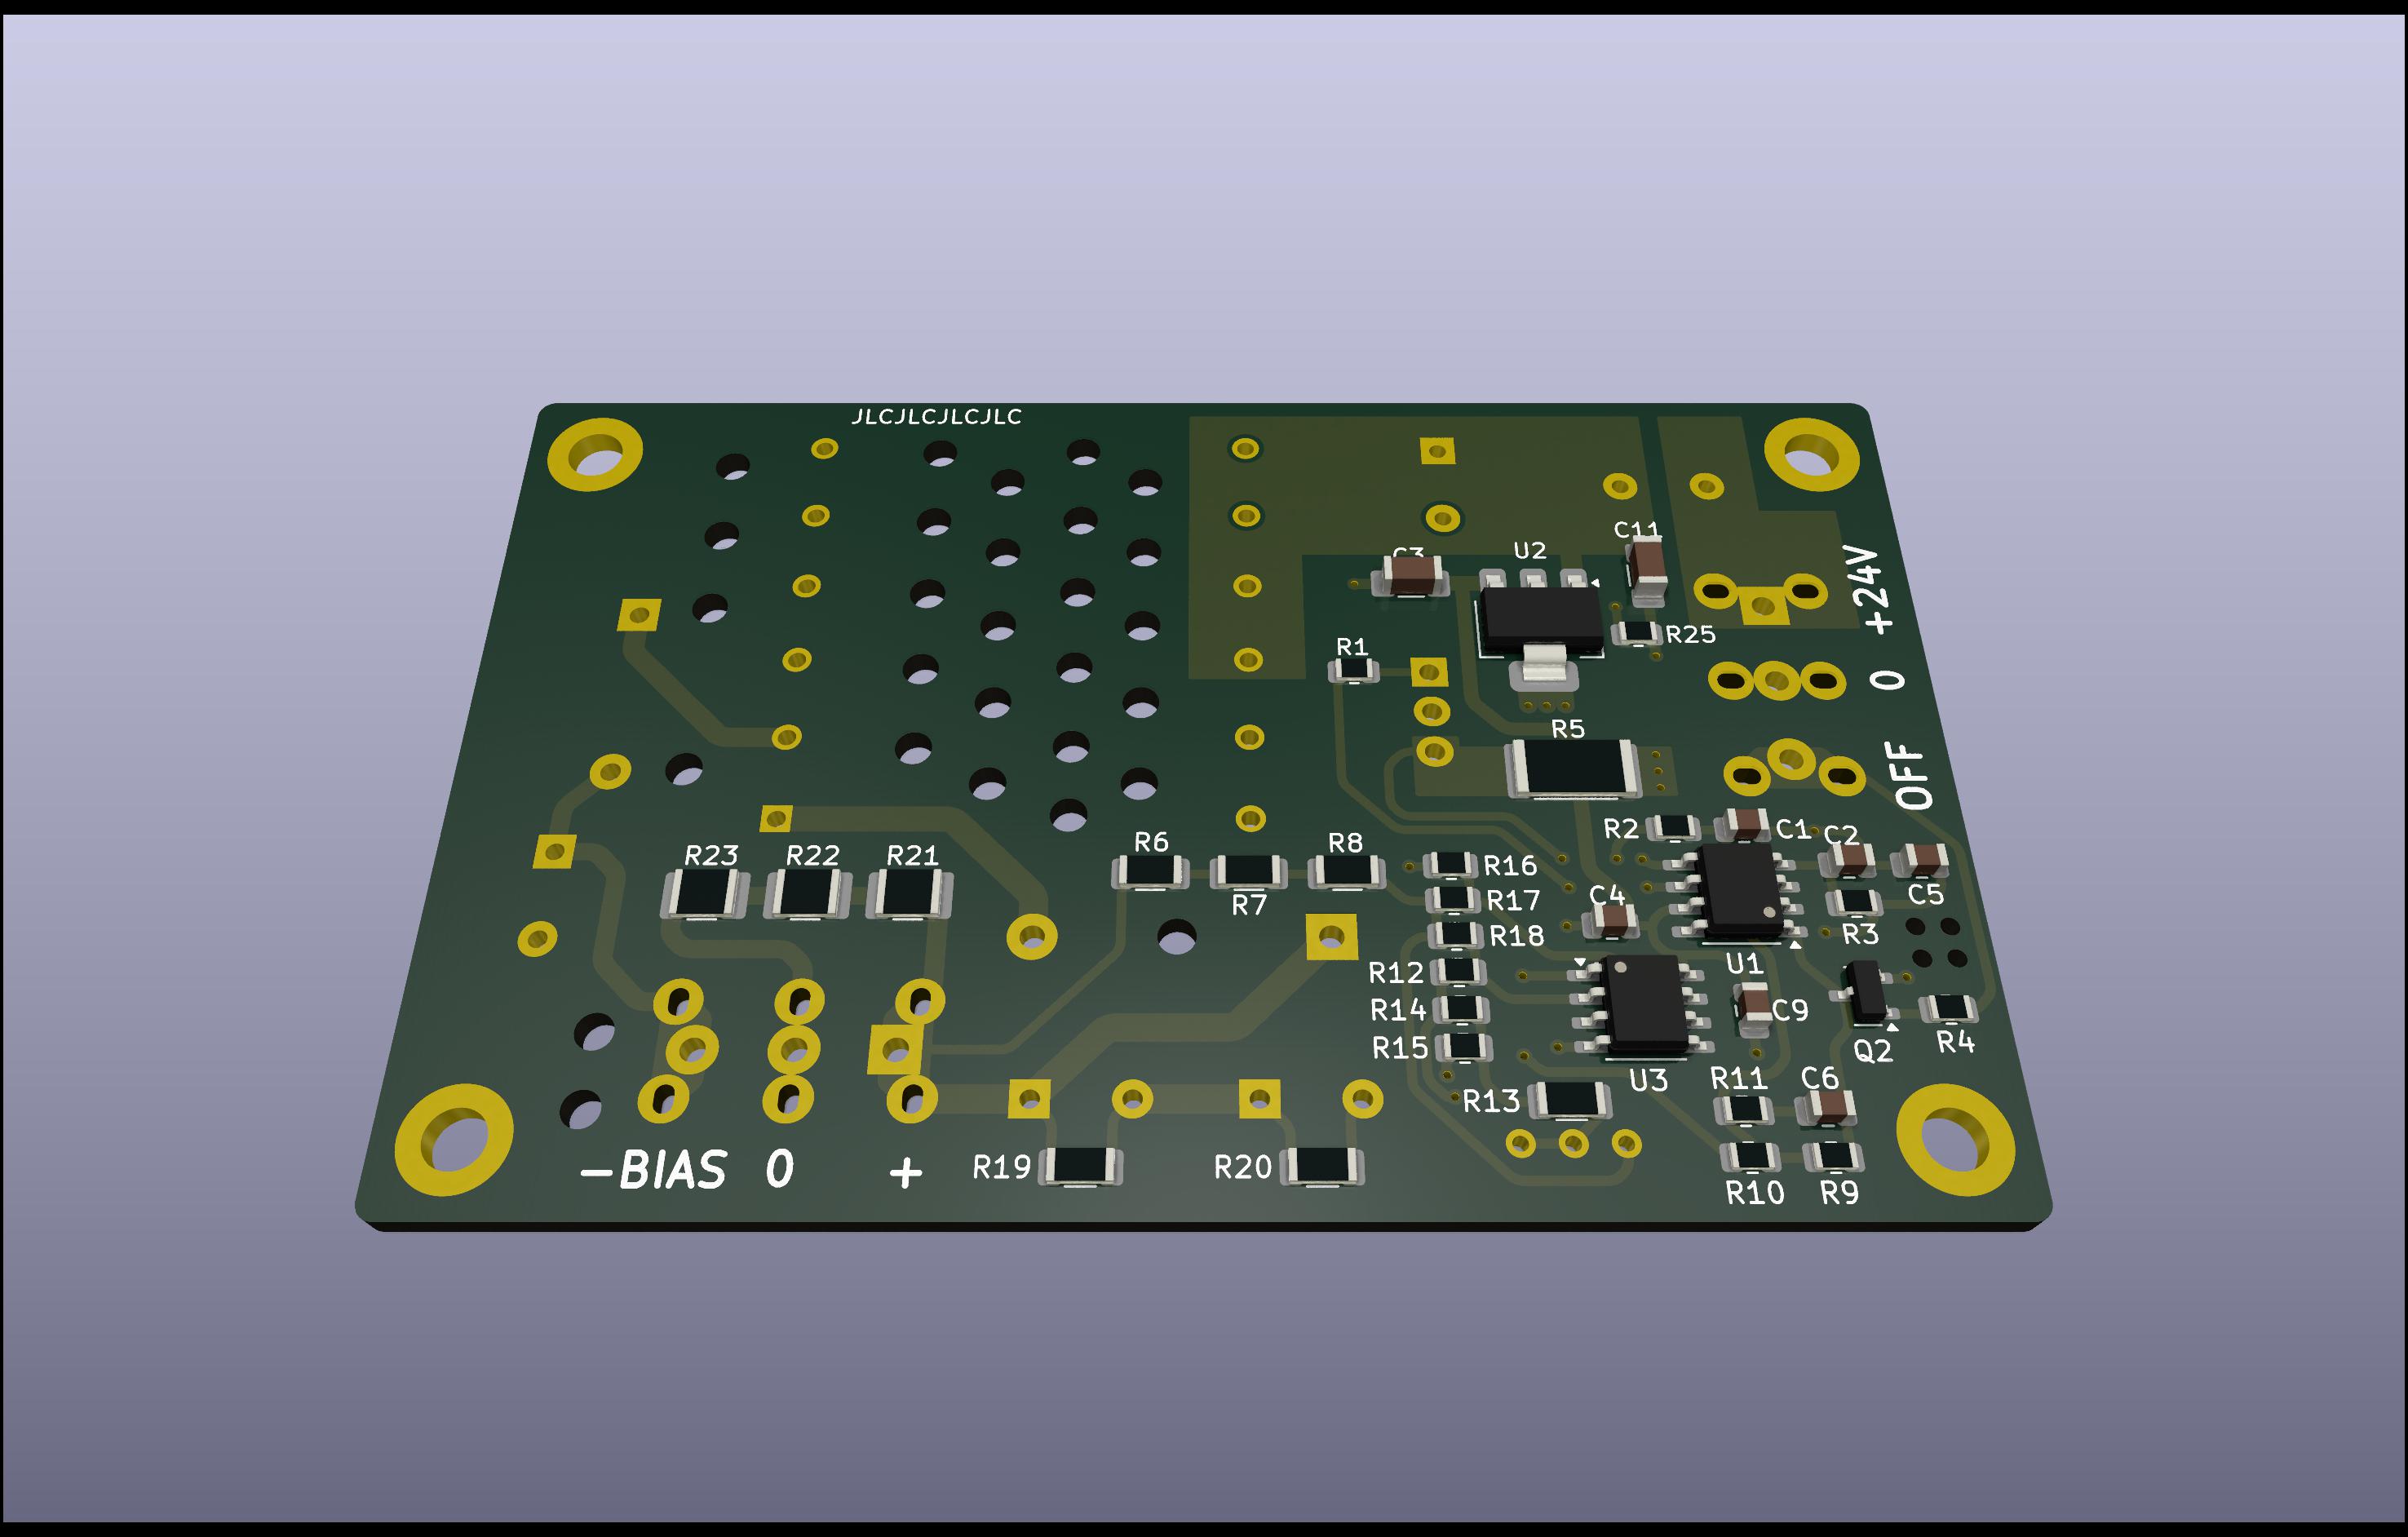 JLCJLCJLCJLC
C11
C3
U2
+24V
R25
R1
0
R5
OFF
R2
C1
C2
R6
R8
R23
R22
R21
R16
R7
R17
C4
C5
R18
R3
U1
R12
R14
C9
R15
Q2
R4
U3
R11
C6
R13
-BIAS
0
+
R19
R20
R10
R9